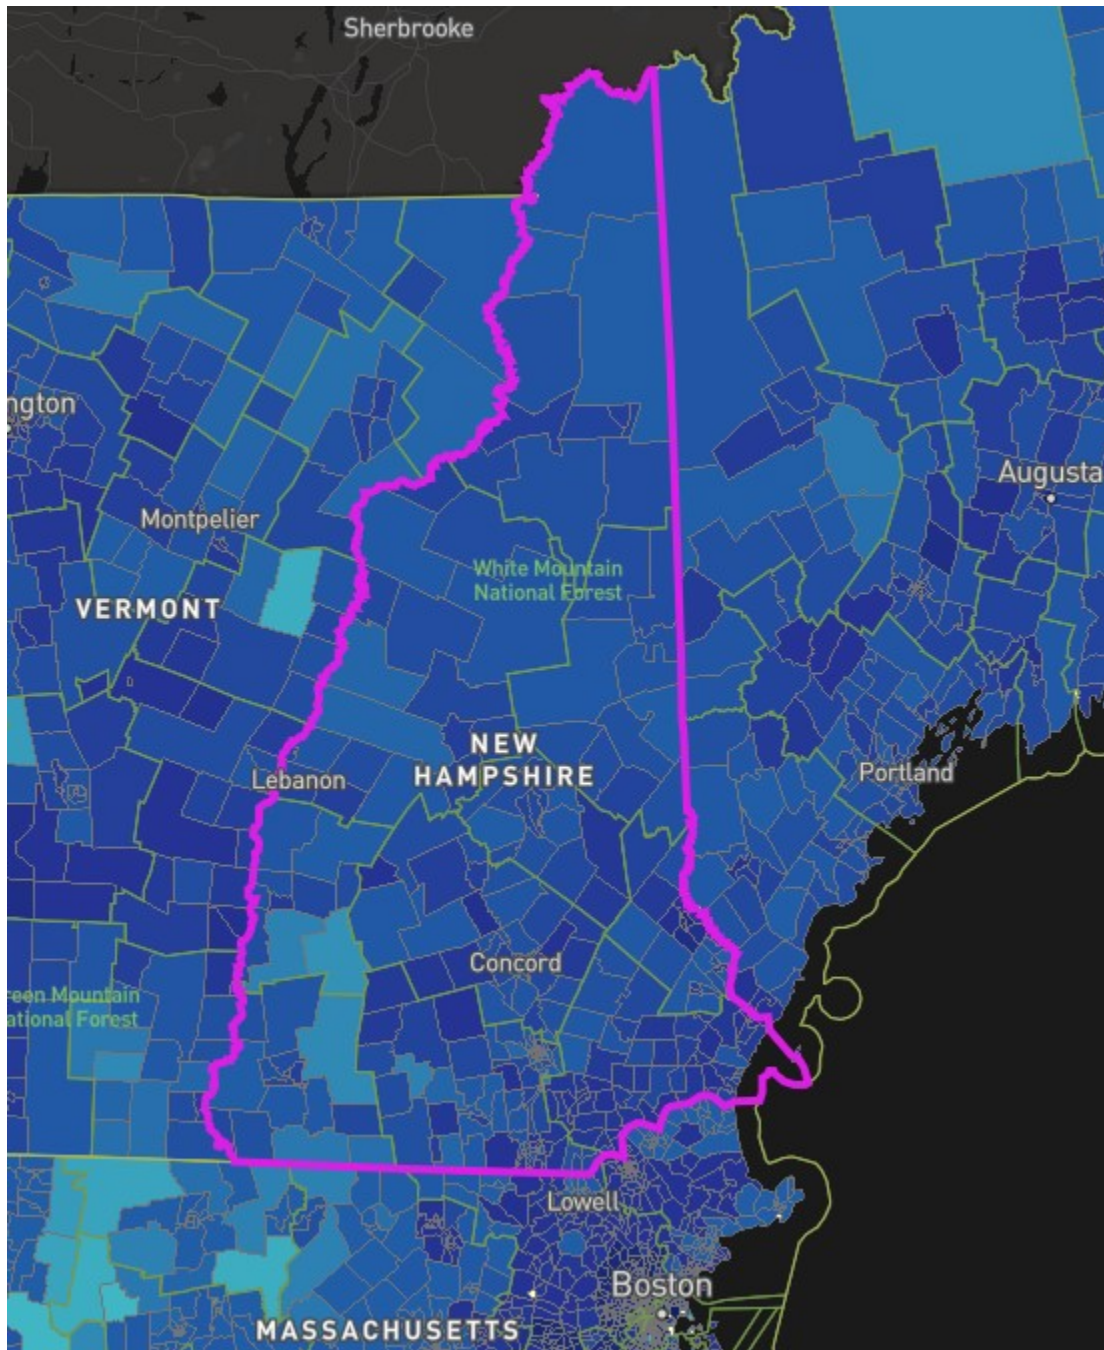 Sherbrooke
ngton
Augusta
Montpelier
White Mountain
National Forest
VERMONT
NEW
HAMPSHIRE
Lebanon
Portland
Concord
reen Mountain
ational Forest
Lowell
Boston
MASSACHUSETTS